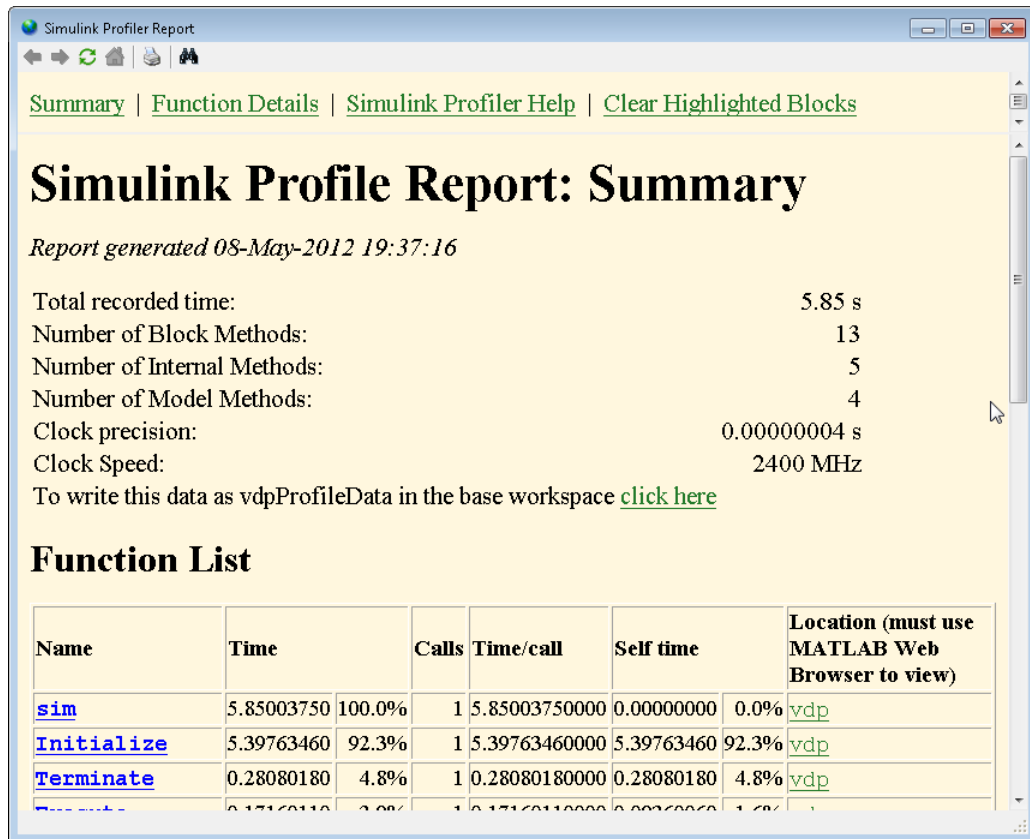 Simulink Profiler Report
Summary | Function Details | Simulink Profiler Help | Clear Highlighted Blocks
Simulink Profile Report: Summary
Report generated 08-May-2012 19:37:16
Total recorded time: 5.85 s
Number of Block Methods: 13
Number of Internal Methods: 5
Number of Model Methods: 4
Clock precision: 0.00000004 s
Clock Speed: 2400 MHz
To write this data as vdpProfileData in the base workspace click here
Function List
Name Time Calls Time/call Self time Location (must use MATLAB Web Browser to view)
sim 5.85003750 100.0% 1 5.85003750000 0.00000000 0.0% vdp
Initialize 5.39763460 92.3% 1 5.39763460000 5.39763460 92.3% vdp
Terminate 0.28080180 4.8% 1 0.28080180000 0.28080180 4.8% vdp